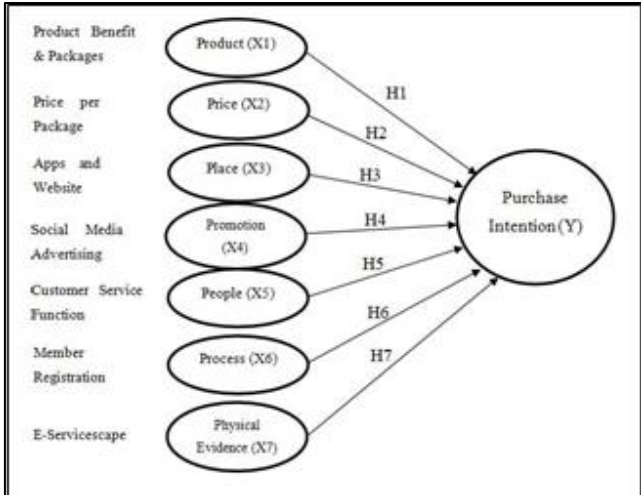 Product Benefit
& Packages
Product (X1)
H1
Price per
Package
Price (X2)
H2
Apps and
Website
Place (X3)
H3
Purchase
Intention (Y)
Social Media
Advertising
Promotion
(X4)
H4
Customer Service
Function
People (X5)
H5
Member
Registration
Process (X6)
H6
E-Servicescape
Physical
Evidence (X7)
H7